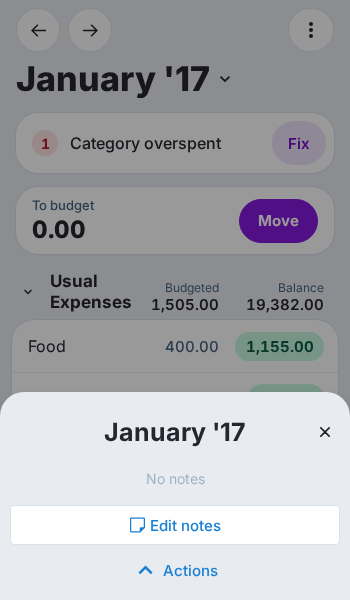 January '17
1 Category overspent Fix
To budget
0.00 Move
Usual
Expenses
Budgeted Balance
1,505.00 19,382.00
Food 400.00 1,155.00
January '17
No notes
Edit notes
Actions